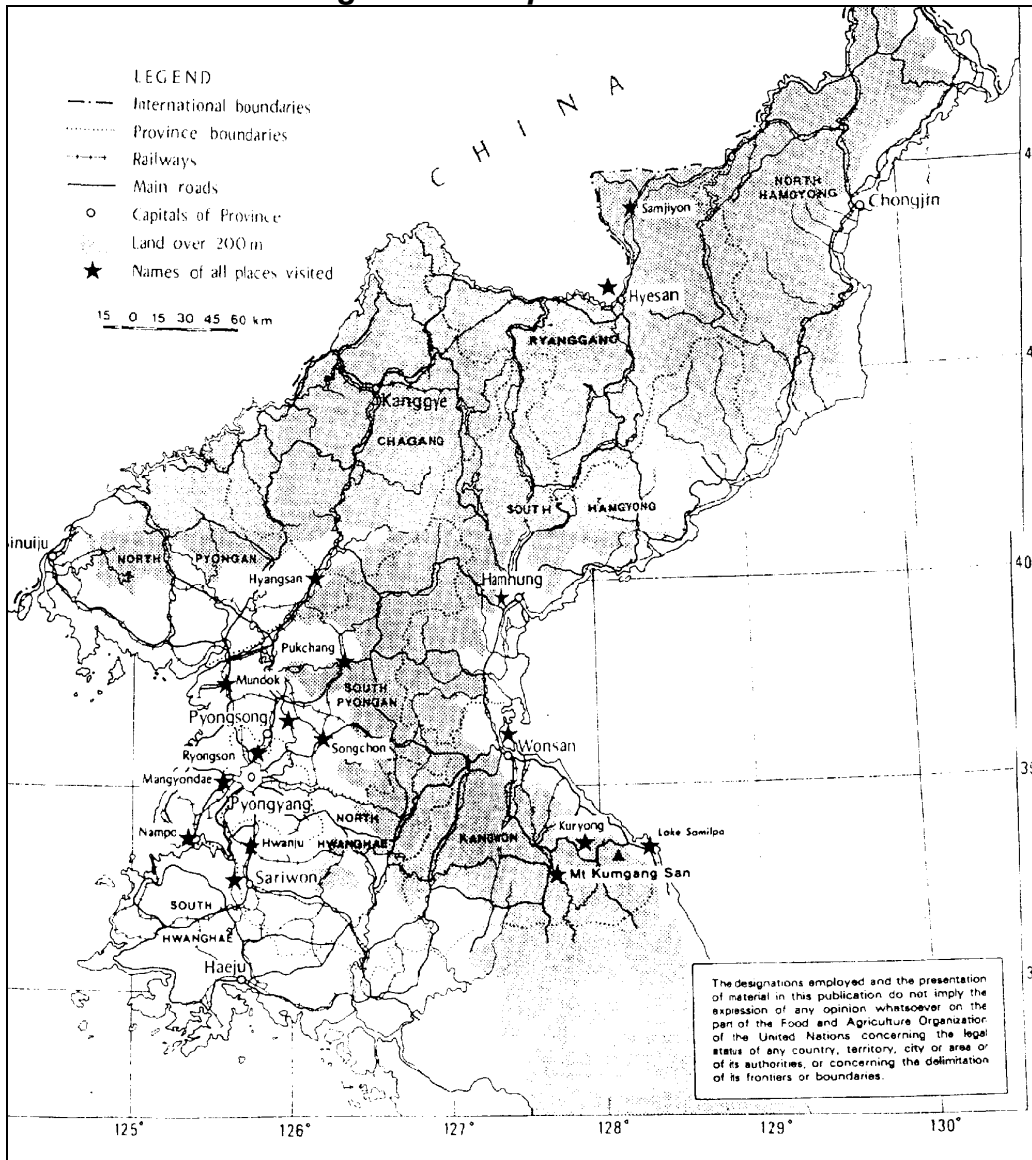 LEGEND
International boundaries
Province boundaries
Railways
Main roads
Capitals of Province
Land over 200m
Names of all places visited
15 0 15 30 45 60 km
CHINA
NORTH
HAMGYONG
Chongjin
Samjiyon
Hyesan
RYANGGANG
Kanggye
CHAGANG
SOUTH HAMGYONG
inuiju
NORTH PYONGAN
Hyangsan
Hamhung
40
Pukchang
Mundok
SOUTH
PYONGAN
Pyongsong
Songchon
Wonsan
Ryongson
Mangyondae
Pyongyang
NORTH
HWANGHAE
KANGWON
Kuryong
Lake Samilpo
Nampo
Hwanju
Mt Kumgang San
Sariwon
SOUTH
HWANGHAE
Haeju
The designations employed and the presentation
of material in this publication do not imply the
expression of any opinion whatsoever on the
part of the Food and Agriculture Organization
of the United Nations concerning the legal
status of any country, territory, city or area or
of its authorities, or concerning the delimitation
of its frontiers or boundaries.
125° 126° 127° 128° 129° 130°